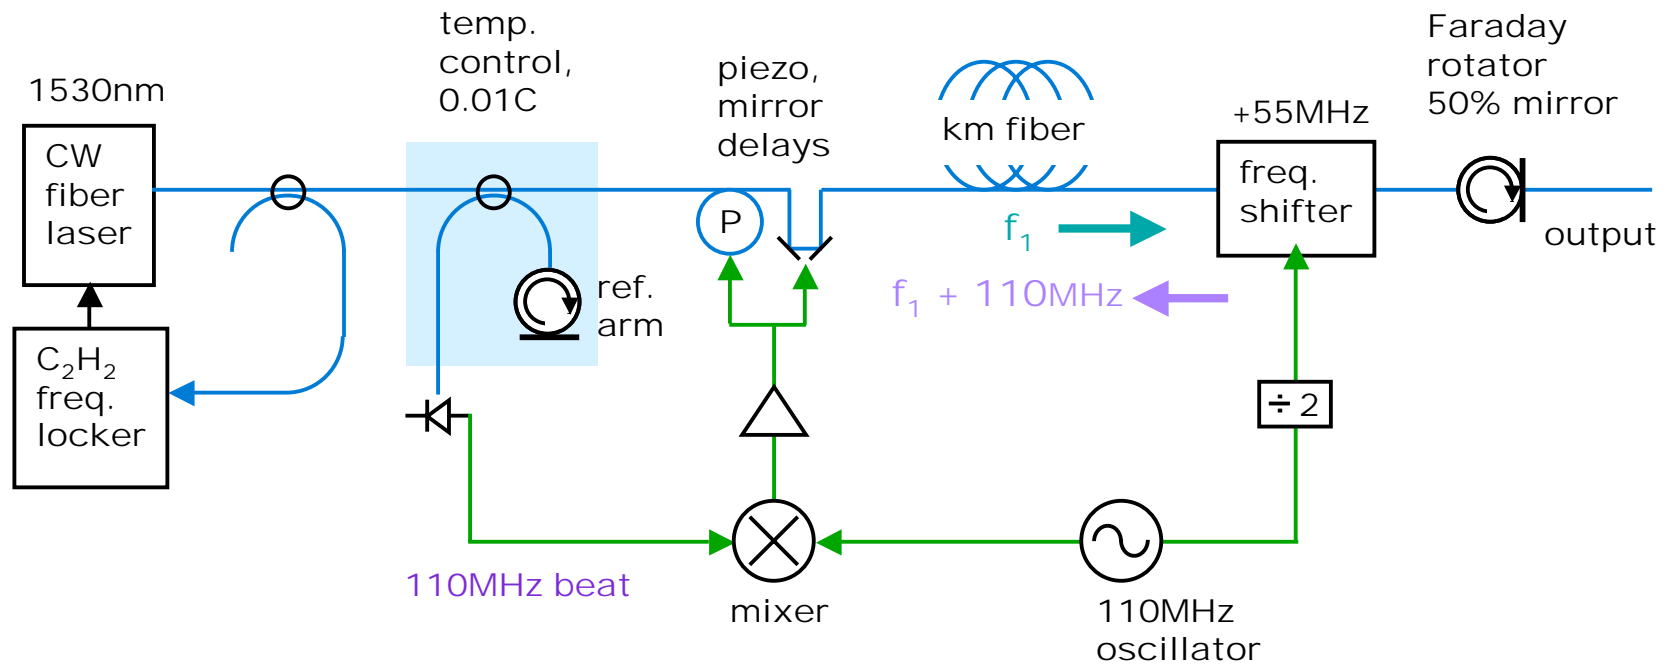 temp.
control,
0.01C
Faraday
rotator
50% mirror
1530nm
piezo,
mirror
delays
km fiber
+55MHz
CW
fiber
laser
freq.
shifter
P
output
f₁
f₁ + 110MHz
ref.
arm
C₂H₂
freq.
locker
÷ 2
110MHz beat
mixer
110MHz
oscillator